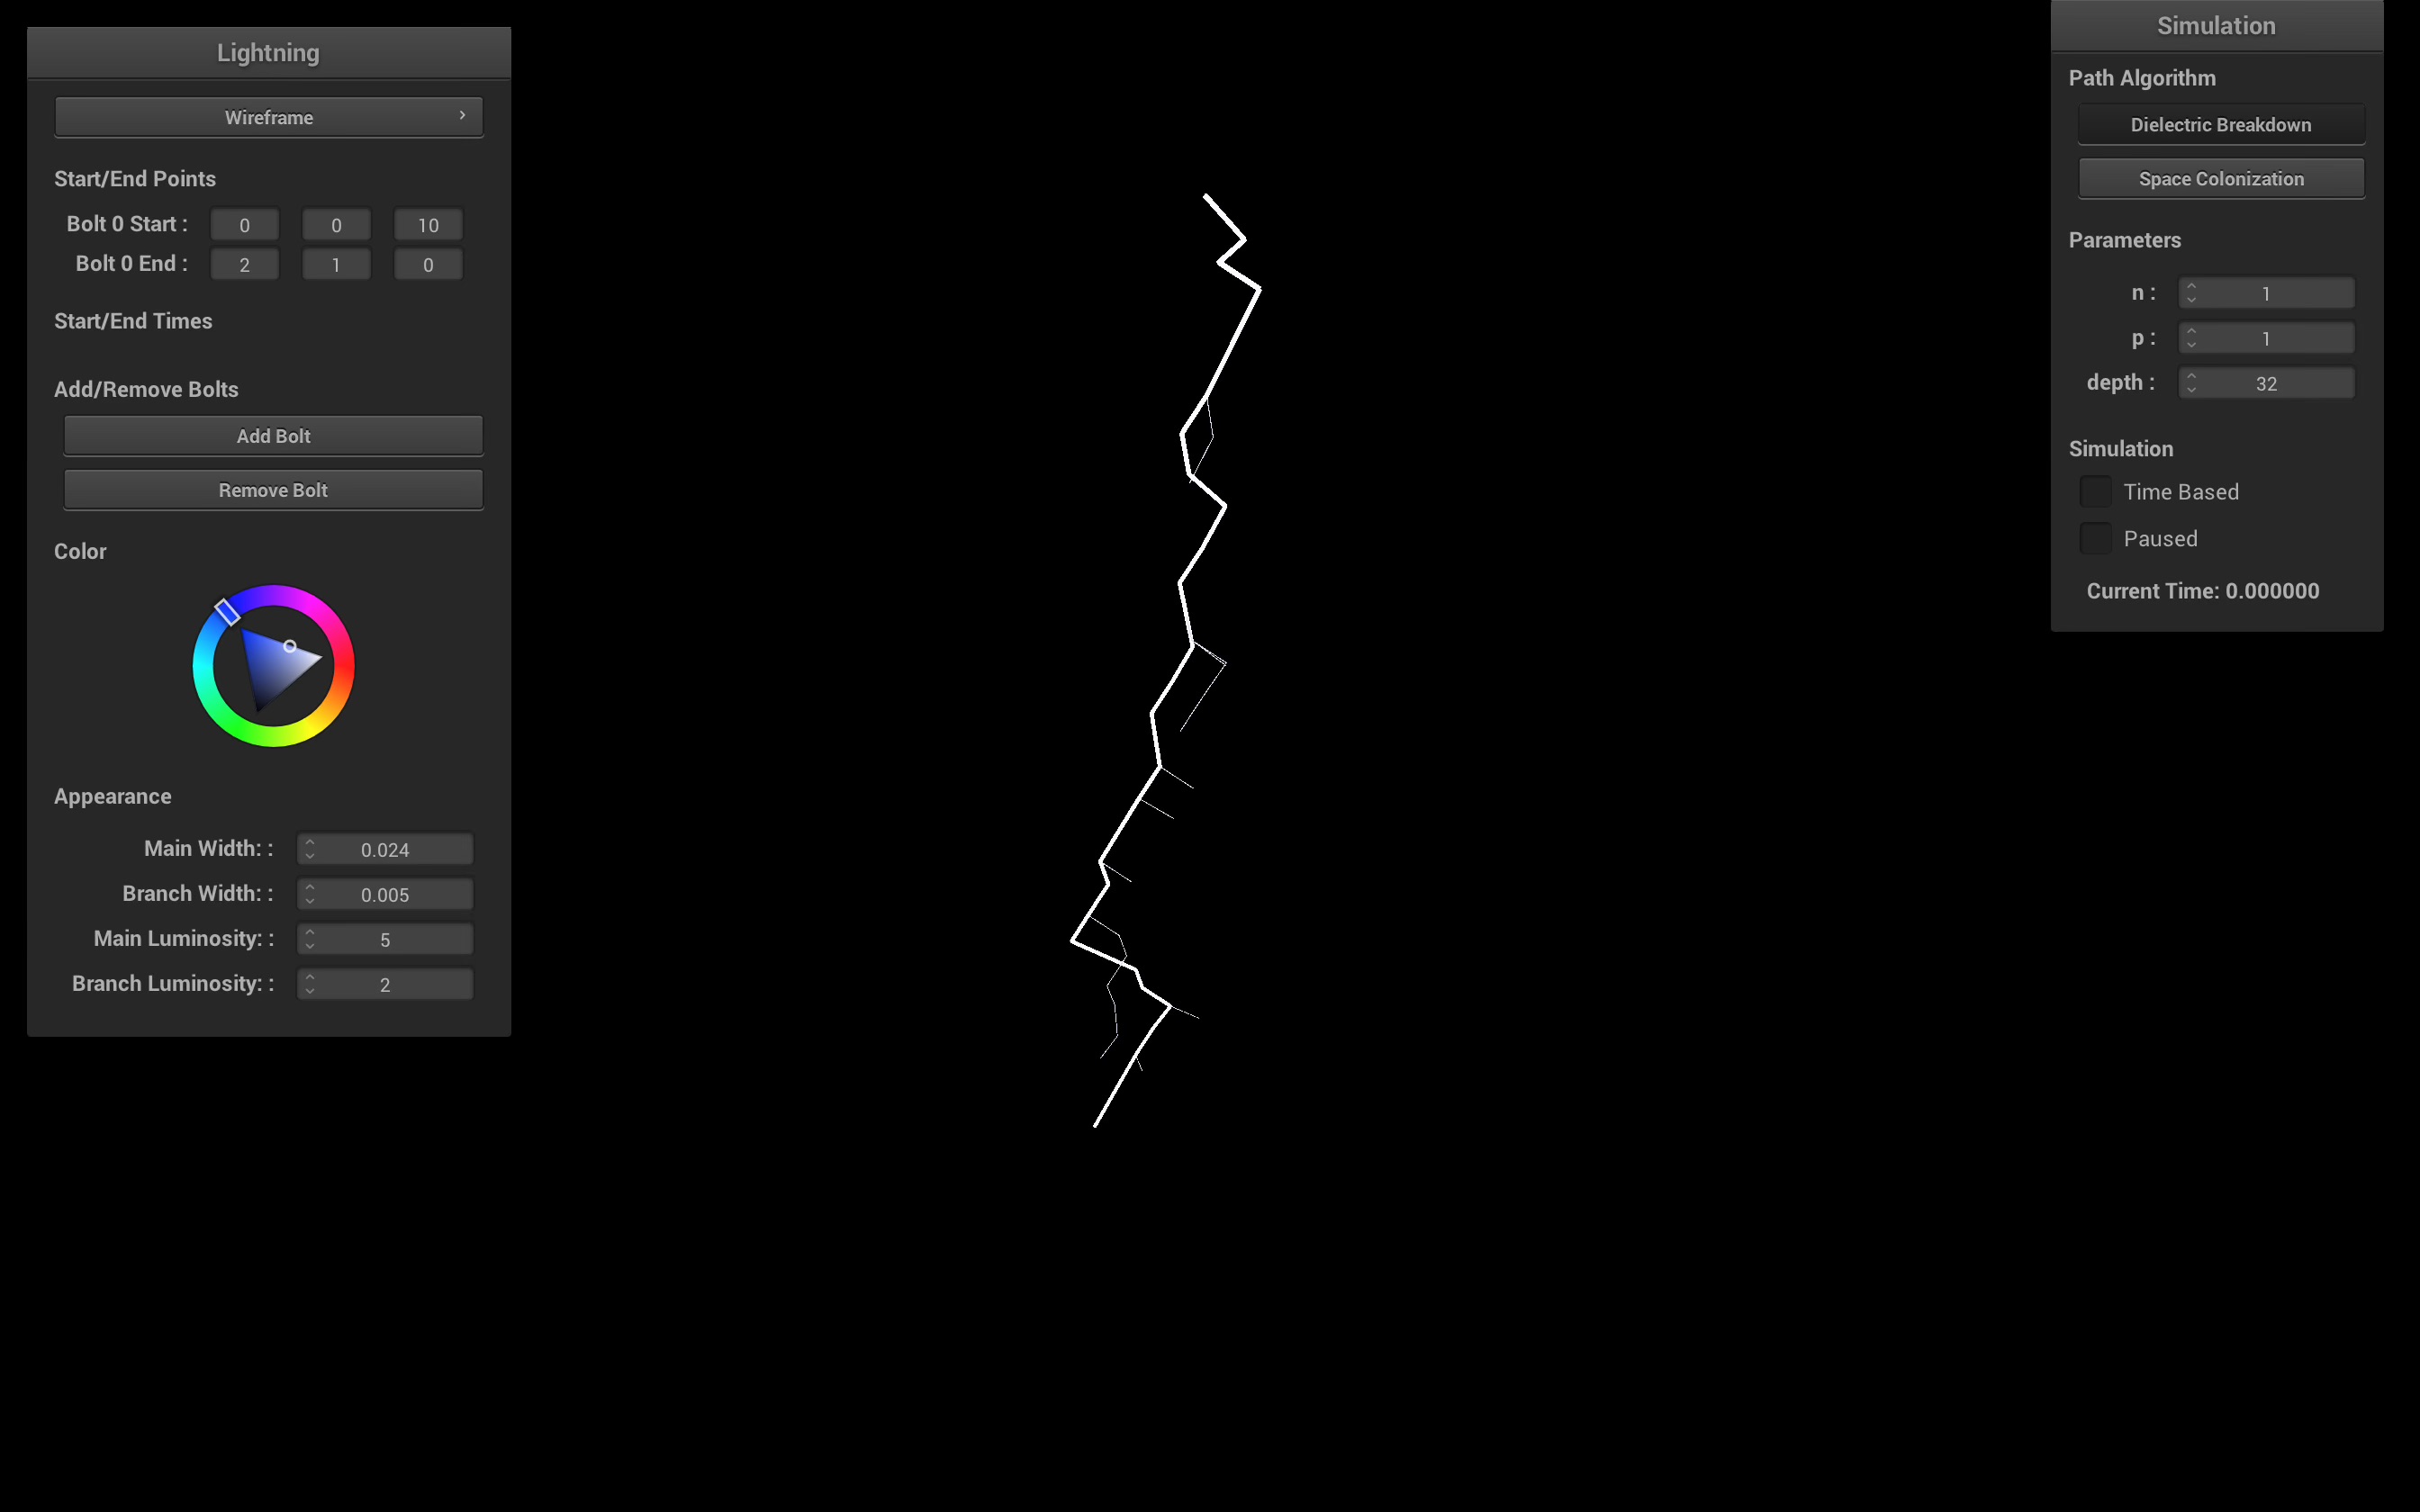 Lightning
Wireframe
Start/End Points
Bolt 0 Start : 0 0 10
Bolt 0 End : 2 1 0
Start/End Times
Add/Remove Bolts
Add Bolt
Remove Bolt
Color
Appearance
Main Width: : 0.024
Branch Width: : 0.005
Main Luminosity: : 5
Branch Luminosity: : 2
Simulation
Path Algorithm
Dielectric Breakdown
Space Colonization
Parameters
n : 1
p : 1
depth : 32
Simulation
Time Based
Paused
Current Time: 0.000000